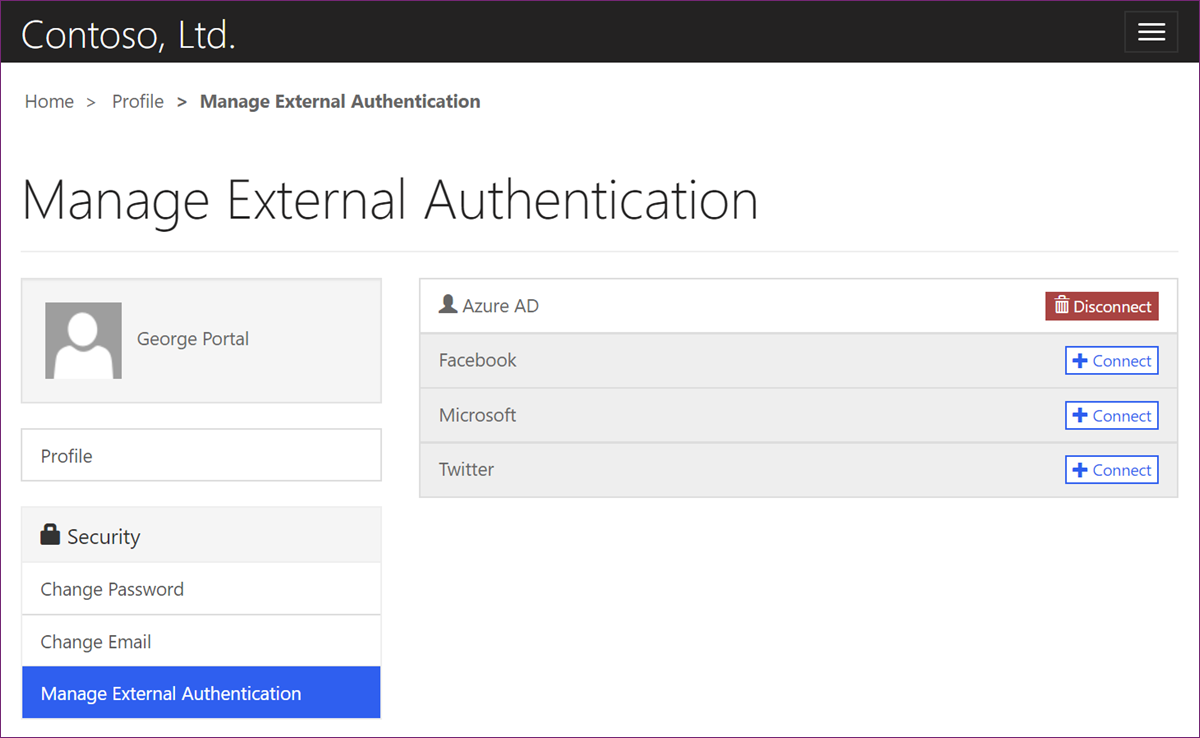 Contoso, Ltd.
Home > Profile > Manage External Authentication
Manage External Authentication
George Portal
Profile
Security
Change Password
Change Email
Manage External Authentication
Azure AD Disconnect
Facebook Connect
Microsoft Connect
Twitter Connect